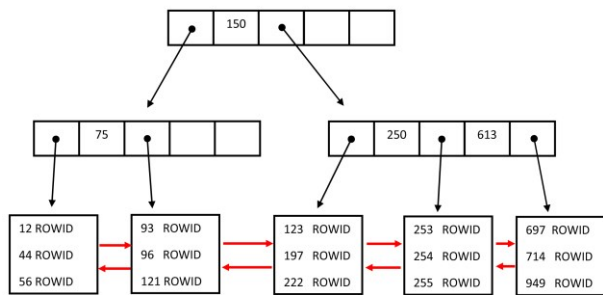 150
75
250 613
12 ROWID
44 ROWID
56 ROWID
93 ROWID
96 ROWID
121 ROWID
123 ROWID
197 ROWID
222 ROWID
253 ROWID
254 ROWID
255 ROWID
697 ROWID
714 ROWID
949 ROWID